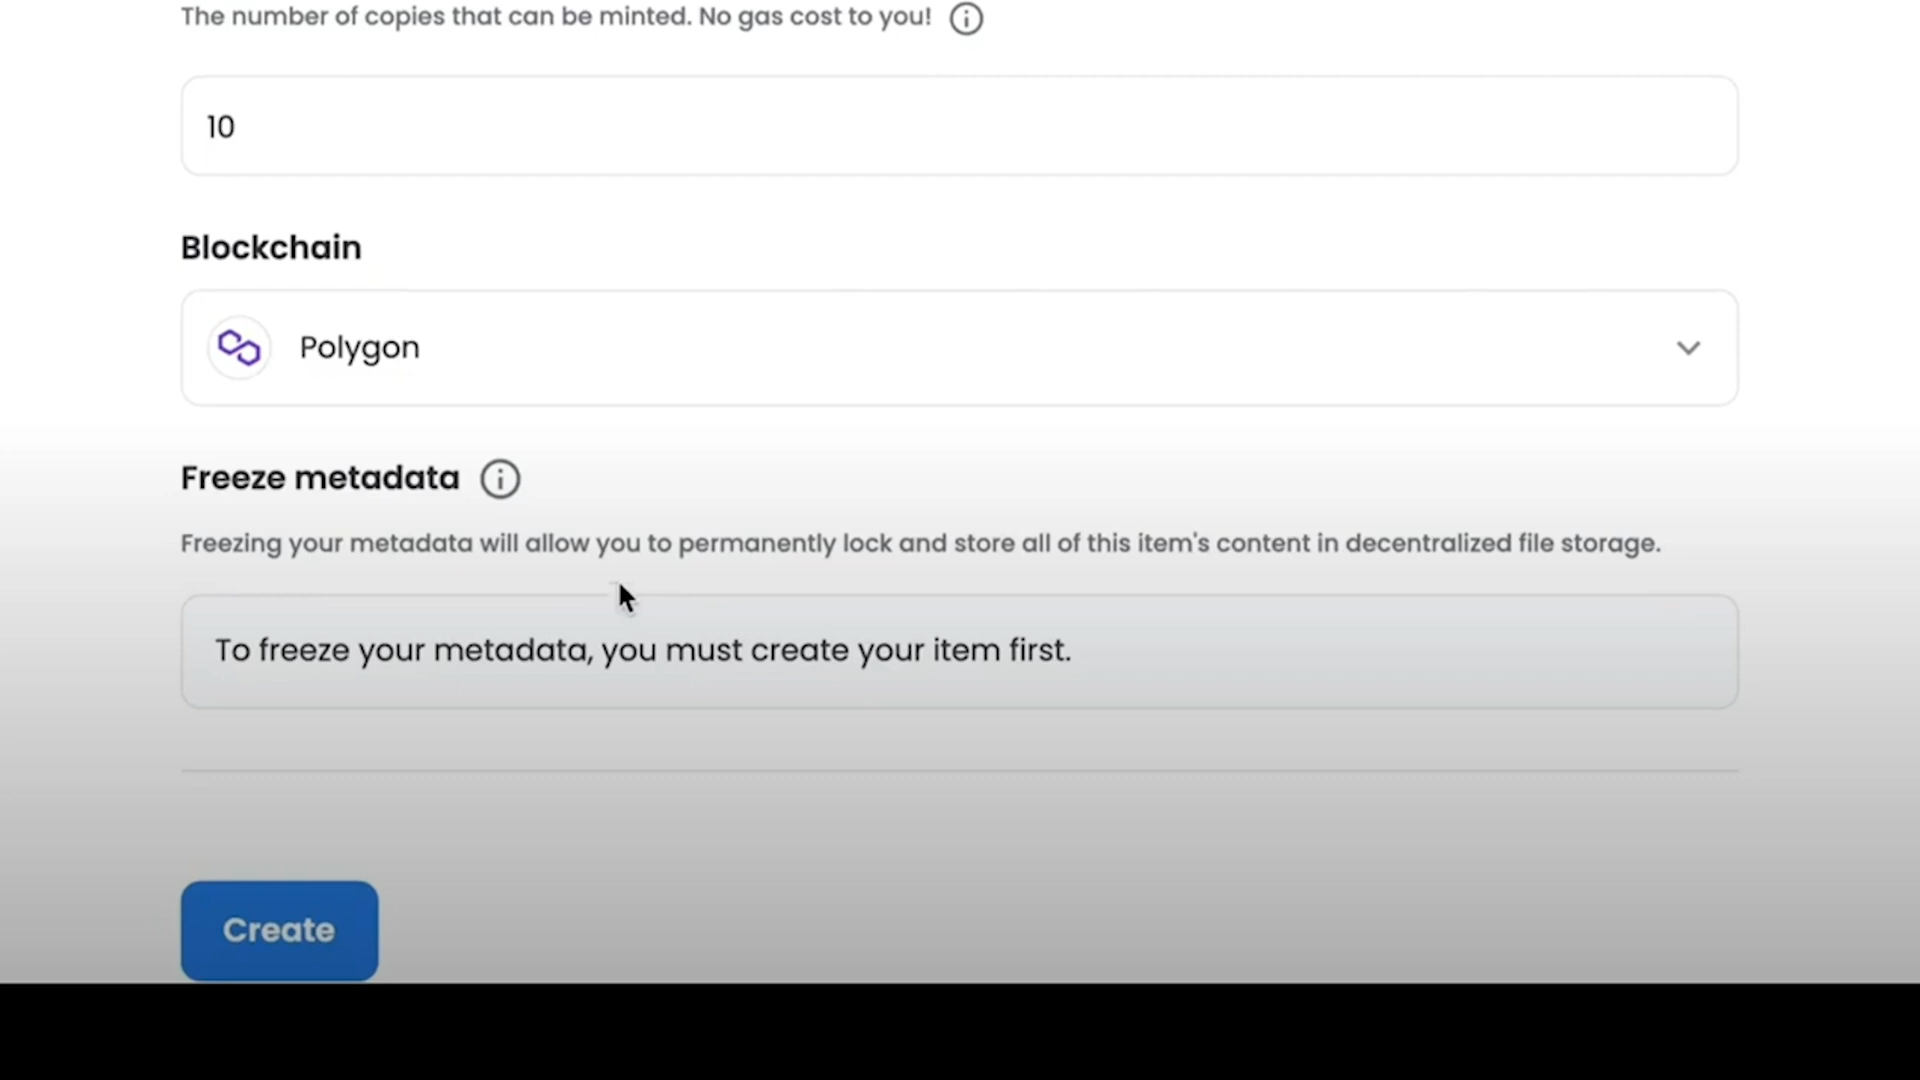 The number of copies that can be minted. No gas cost to you!
10
Blockchain
Polygon
Freeze metadata
Freezing your metadata will allow you to permanently lock and store all of this item's content in decentralized file storage.
To freeze your metadata, you must create your item first.
Create